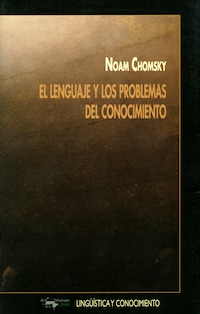 NOAM CHOMSKY
EL LENGUAJE Y LOS PROBLEMAS
DEL CONOCIMIENTO
LINGÜÍSTICA Y CONOCIMIENTO